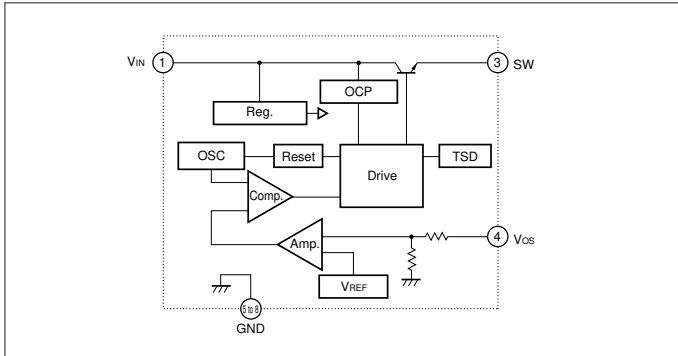 VIN 1 3 SW
OCP
Reg.
OSC Reset Drive TSD
Comp.
Amp. 4 VOS
VREF
5 to 8
GND